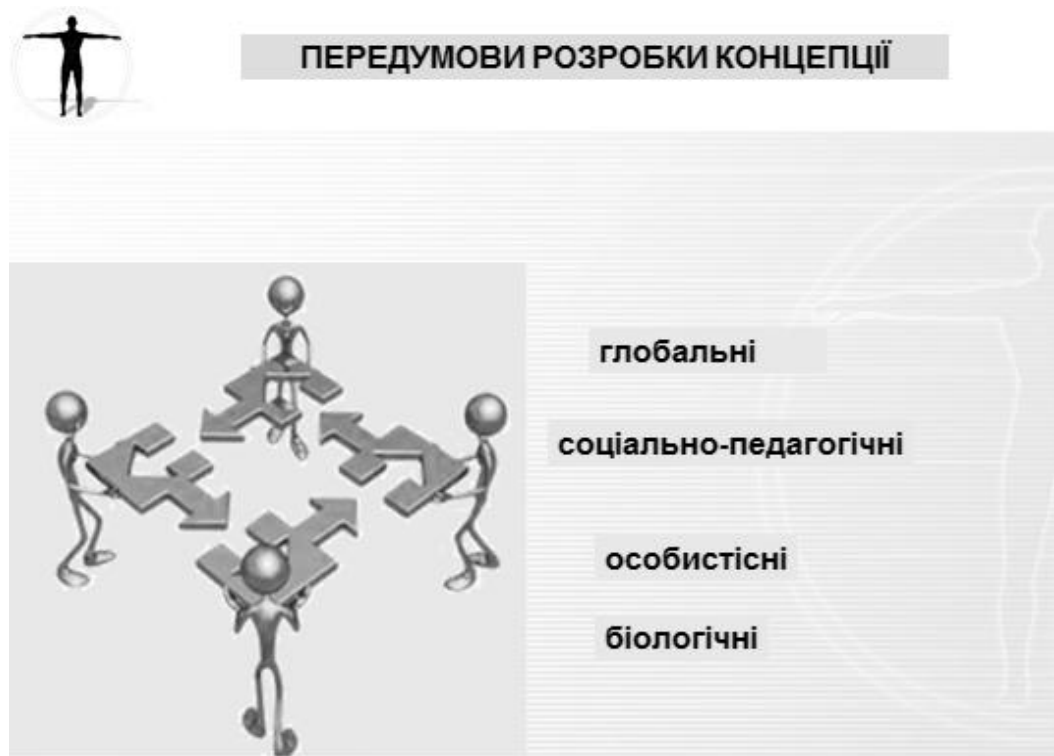 ПЕРЕДУМОВИ РОЗРОБКИ КОНЦЕПЦІЇ
глобальні
соціально-педагогічні
особистісні
біологічні